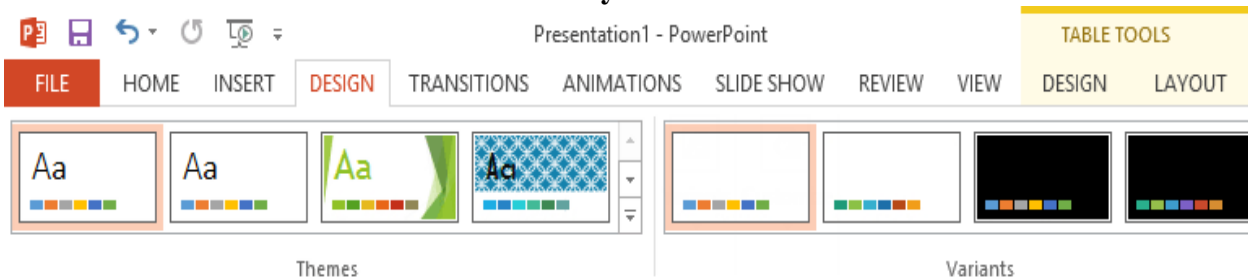 Presentation1 - PowerPoint TABLE TOOLS
FILE HOME INSERT DESIGN TRANSITIONS ANIMATIONS SLIDE SHOW REVIEW VIEW DESIGN LAYOUT
Aa Aa Aa Aa
Themes Variants